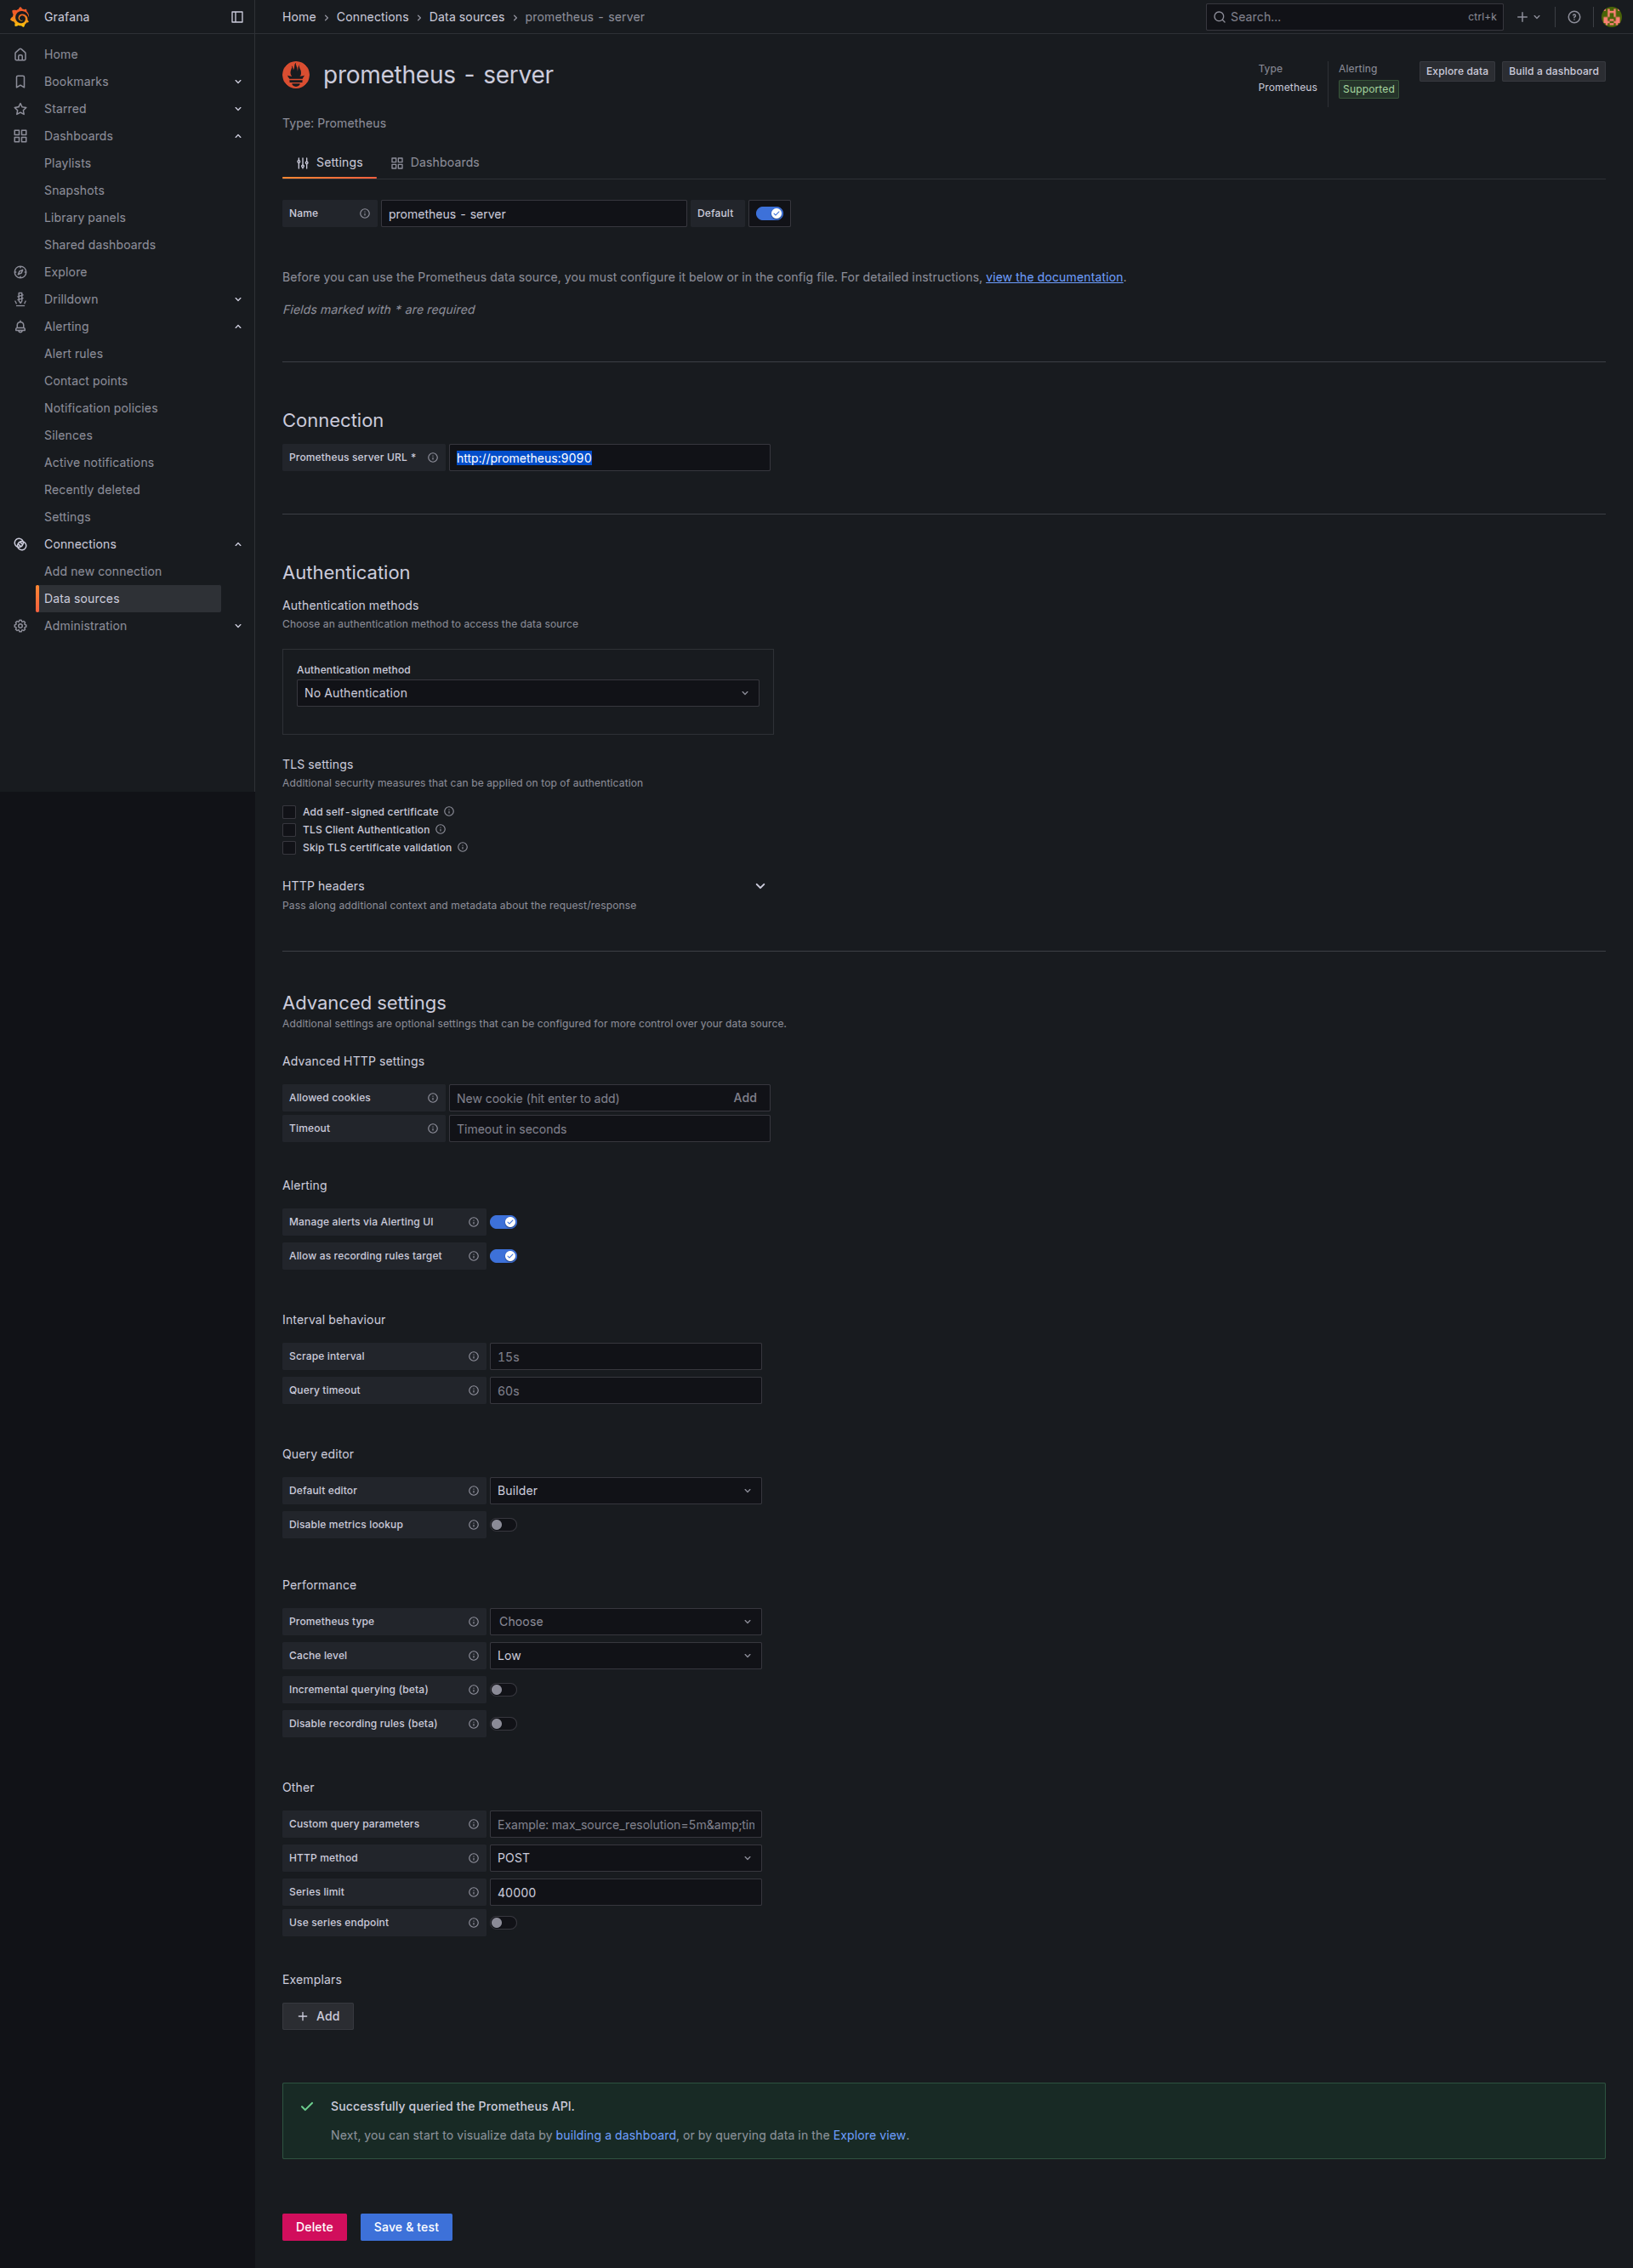 Grafana
Home › Connections › Data sources › prometheus - server
Search...
ctrl+k
Home
Bookmarks
Starred
Dashboards
Playlists
Snapshots
Library panels
Shared dashboards
Explore
Drilldown
Alerting
Alert rules
Contact points
Notification policies
Silences
Active notifications
Recently deleted
Settings
Connections
Add new connection
Data sources
Administration
prometheus - server
Type
Prometheus
Alerting
Supported
Explore data
Build a dashboard
Type: Prometheus
Settings
Dashboards
Name
prometheus - server
Default
Before you can use the Prometheus data source, you must configure it below or in the config file. For detailed instructions, view the documentation.
Fields marked with * are required
Connection
Prometheus server URL *
http://prometheus:9090
Authentication
Authentication methods
Choose an authentication method to access the data source
Authentication method
No Authentication
TLS settings
Additional security measures that can be applied on top of authentication
Add self-signed certificate
TLS Client Authentication
Skip TLS certificate validation
HTTP headers
Pass along additional context and metadata about the request/response
Advanced settings
Additional settings are optional settings that can be configured for more control over your data source.
Advanced HTTP settings
Allowed cookies
New cookie (hit enter to add)
Add
Timeout
Timeout in seconds
Alerting
Manage alerts via Alerting UI
Allow as recording rules target
Interval behaviour
Scrape interval
15s
Query timeout
60s
Query editor
Default editor
Builder
Disable metrics lookup
Performance
Prometheus type
Choose
Cache level
Low
Incremental querying (beta)
Disable recording rules (beta)
Other
Custom query parameters
Example: max_source_resolution=5m&amp;tin
HTTP method
POST
Series limit
40000
Use series endpoint
Exemplars
Add
Successfully queried the Prometheus API.
Next, you can start to visualize data by building a dashboard, or by querying data in the Explore view.
Delete
Save & test